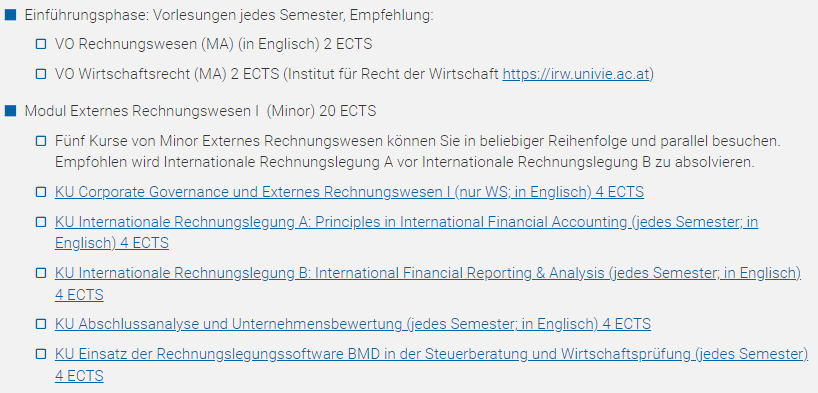 Einführungsphase: Vorlesungen jedes Semester, Empfehlung:
VO Rechnungswesen (MA) (in Englisch) 2 ECTS
VO Wirtschaftsrecht (MA) 2 ECTS (Institut für Recht der Wirtschaft https://irw.univie.ac.at)
Modul Externes Rechnungswesen I (Minor) 20 ECTS
Fünf Kurse von Minor Externes Rechnungswesen können Sie in beliebiger Reihenfolge und parallel besuchen.
Empfohlen wird Internationale Rechnungslegung A vor Internationale Rechnungslegung B zu absolvieren.
KU Corporate Governance und Externes Rechnungswesen I (nur WS; in Englisch) 4 ECTS
KU Internationale Rechnungslegung A: Principles in International Financial Accounting (jedes Semester; in
Englisch) 4 ECTS
KU Internationale Rechnungslegung B: International Financial Reporting & Analysis (jedes Semester; in Englisch)
4 ECTS
KU Abschlussanalyse und Unternehmensbewertung (jedes Semester; in Englisch) 4 ECTS
KU Einsatz der Rechnungslegungssoftware BMD in der Steuerberatung und Wirtschaftsprüfung (jedes Semester)
4 ECTS